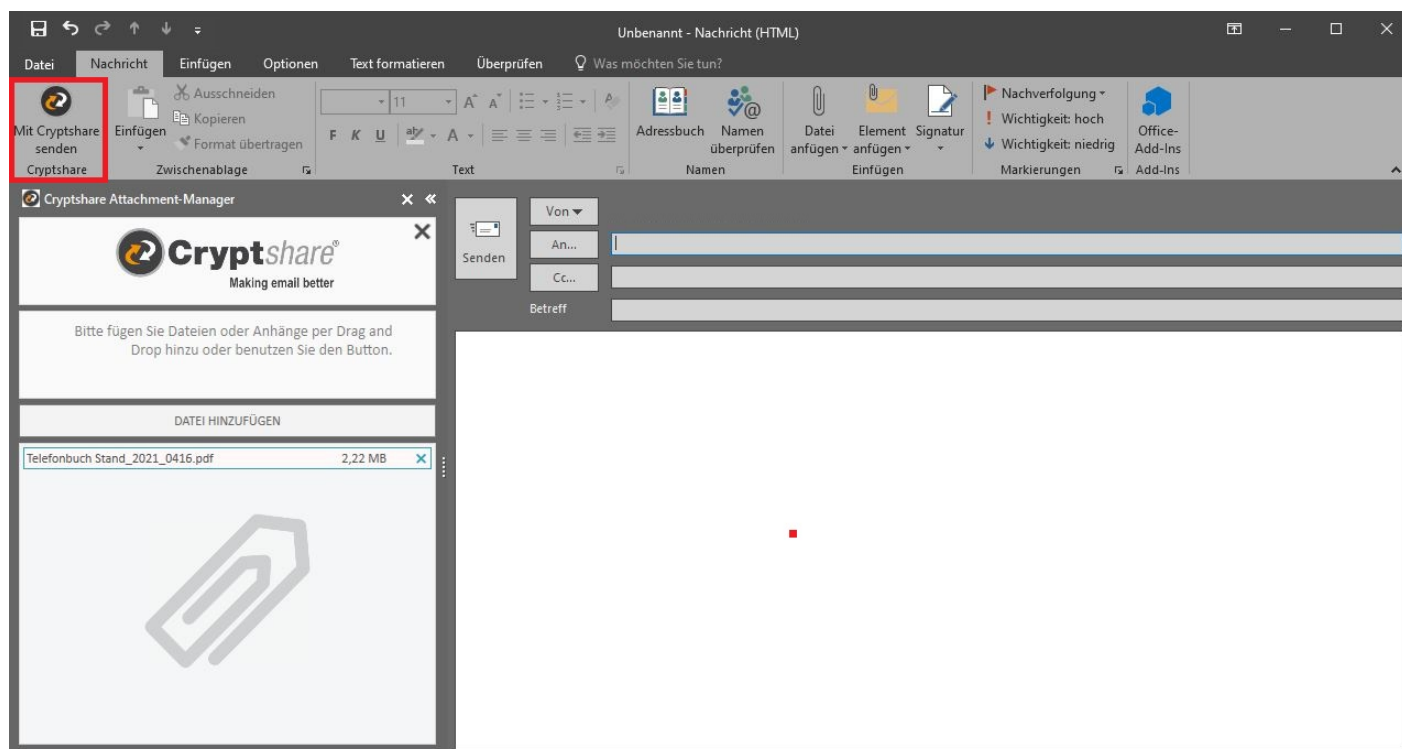 Unbenannt - Nachricht (HTML)
Datei Nachricht Einfügen Optionen Text formatieren Überprüfen Was möchten Sie tun?
Mit Cryptshare senden
Cryptshare
Einfügen
Ausschneiden
Kopieren
Format übertragen
Zwischenablage
11
F K U
Text
Adressbuch
Namen überprüfen
Namen
Datei anfügen
Element anfügen
Signatur
Einfügen
Nachverfolgung
Wichtigkeit: hoch
Wichtigkeit: niedrig
Markierungen
Office-Add-Ins
Add-Ins
Cryptshare Attachment-Manager
Cryptshare®
Making email better
Bitte fügen Sie Dateien oder Anhänge per Drag and
Drop hinzu oder benutzen Sie den Button.
DATEI HINZUFÜGEN
Telefonbuch Stand_2021_0416.pdf 2,22 MB
Senden
Von
An...
Cc...
Betreff